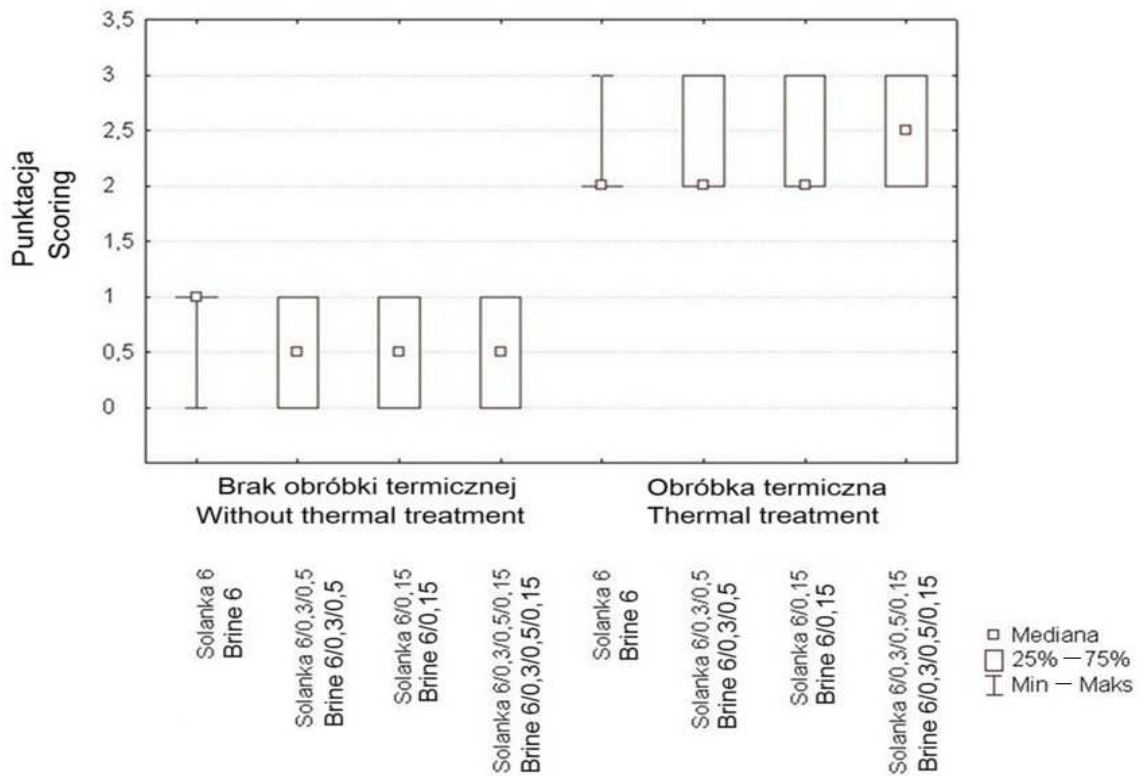 3,5
3
2,5
2
1,5
1
0,5
0
Punktacja
Scoring
Brak obróbki termicznej
Without thermal treatment
Obróbka termiczna
Thermal treatment
Solanka 6
Brine 6
Solanka 6/0,3/0,5
Brine 6/0,3/0,5
Solanka 6/0,15
Brine 6/0,15
Solanka 6/0,3/0,5/0,15
Brine 6/0,3/0,5/0,15
Solanka 6
Brine 6
Solanka 6/0,3/0,5
Brine 6/0,3/0,5
Solanka 6/0,15
Brine 6/0,15
Solanka 6/0,3/0,5/0,15
Brine 6/0,3/0,5/0,15
Mediana
25% — 75%
Min — Maks